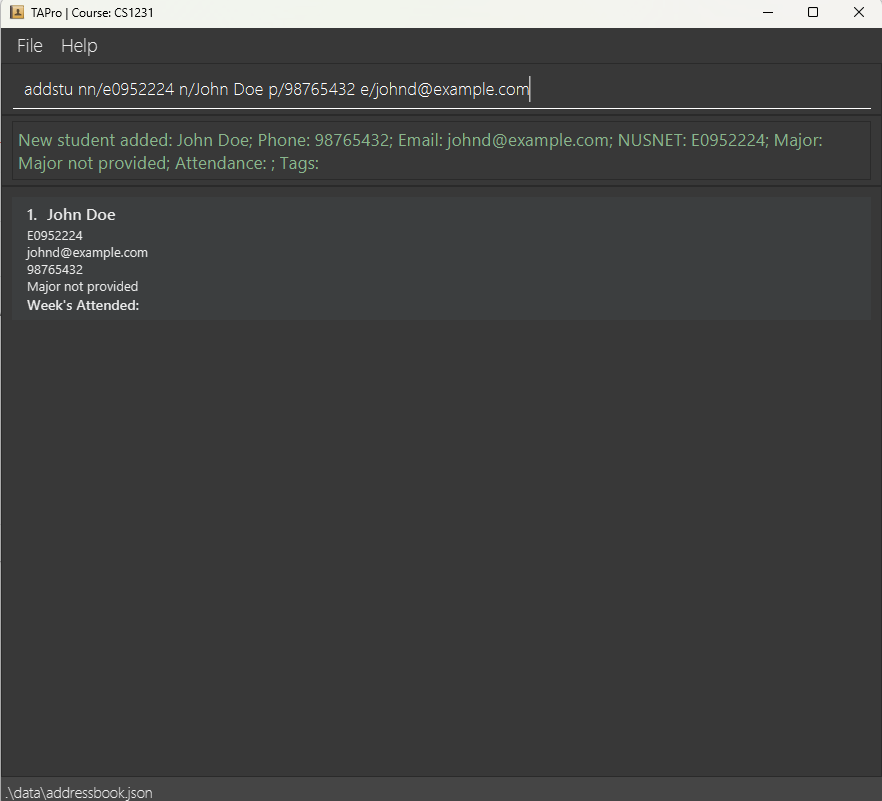 TAPro | Course: CS1231
File Help
addstu nn/e0952224 n/John Doe p/98765432 e/johnd@example.com
New student added: John Doe; Phone: 98765432; Email: johnd@example.com; NUSNET: E0952224; Major:
Major not provided; Attendance: ; Tags:
1. John Doe
E0952224
johnd@example.com
98765432
Major not provided
Week's Attended:
.\data\addressbook.json